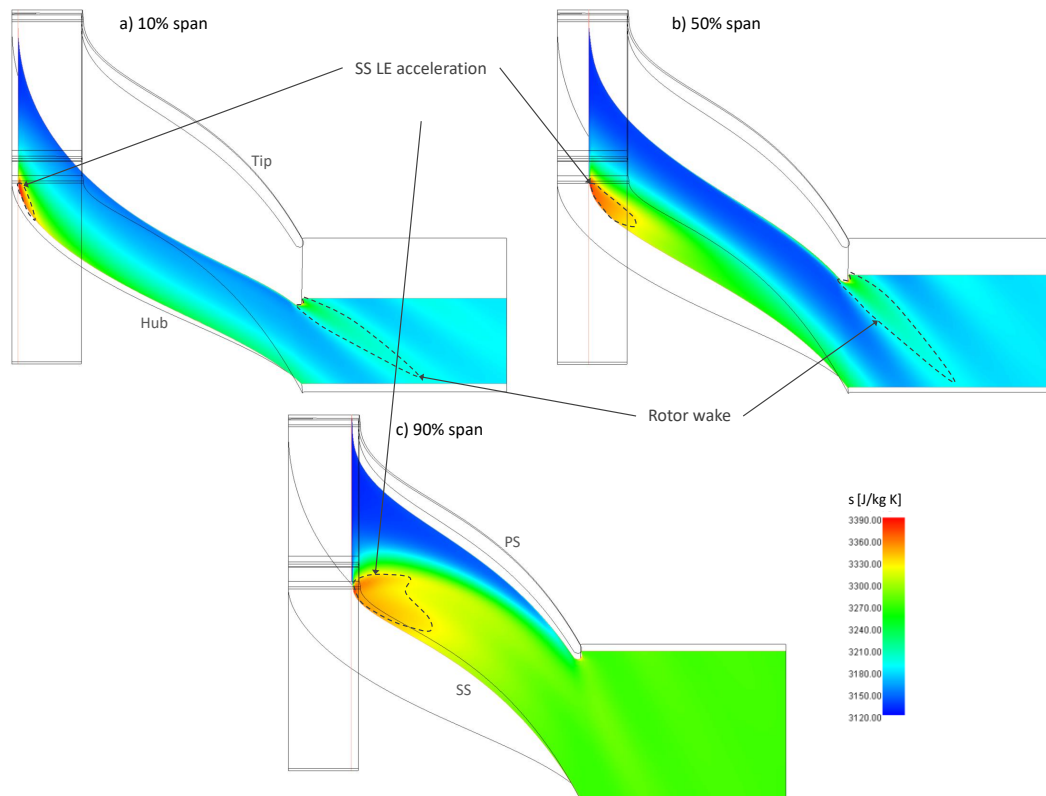 a) 10% span
b) 50% span
SS LE acceleration
Tip
Hub
Rotor wake
c) 90% span
PS
SS
s [J/kg K]
3390.00
3360.00
3330.00
3300.00
3270.00
3240.00
3210.00
3180.00
3150.00
3120.00